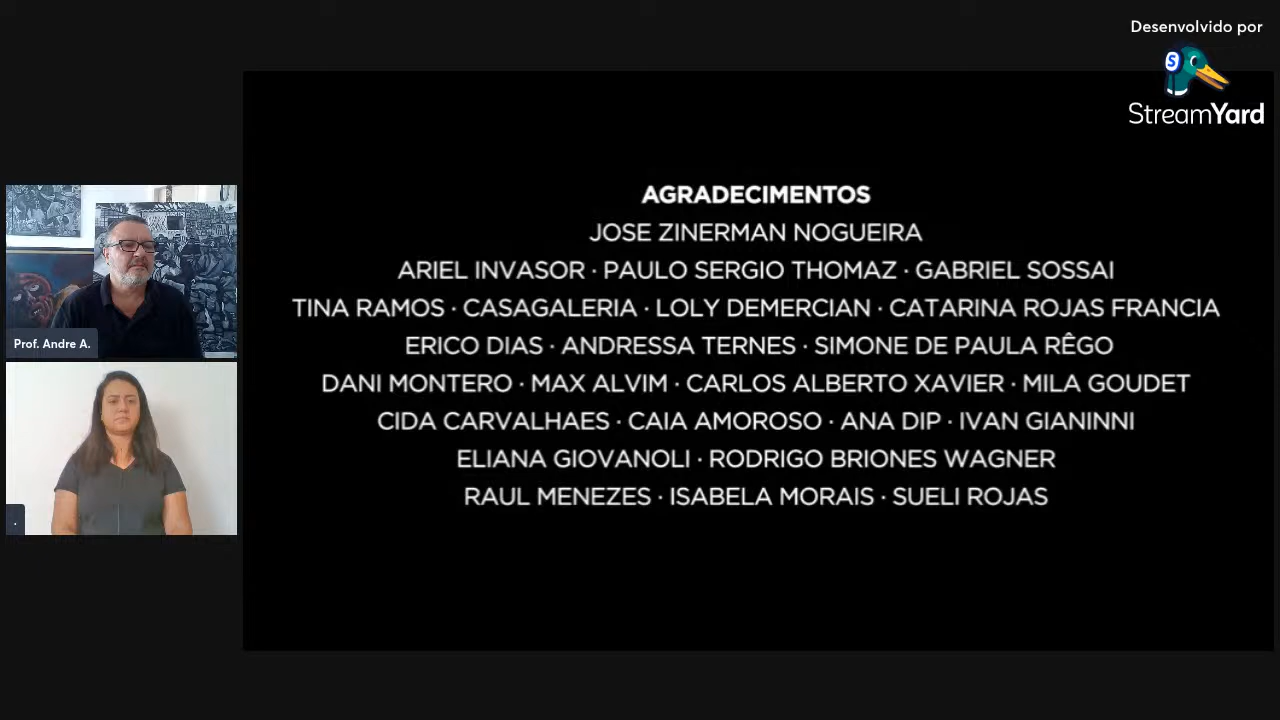 Desenvolvido por
StreamYard
AGRADECIMENTOS
JOSE ZINERMAN NOGUEIRA
ARIEL INVASOR · PAULO SERGIO THOMAZ · GABRIEL SOSSAI
TINA RAMOS · CASAGALERIA · LOLY DEMERCIAN · CATARINA ROJAS FRANCIA
ERICO DIAS · ANDRESSA TERNES · SIMONE DE PAULA RÊGO
DANI MONTERO · MAX ALVIM · CARLOS ALBERTO XAVIER · MILA GOUDET
CIDA CARVALHAES · CAIA AMOROSO · ANA DIP · IVAN GIANINNI
ELIANA GIOVANOLI · RODRIGO BRIONES WAGNER
RAUL MENEZES · ISABELA MORAIS · SUELI ROJAS
Prof. Andre A.
.